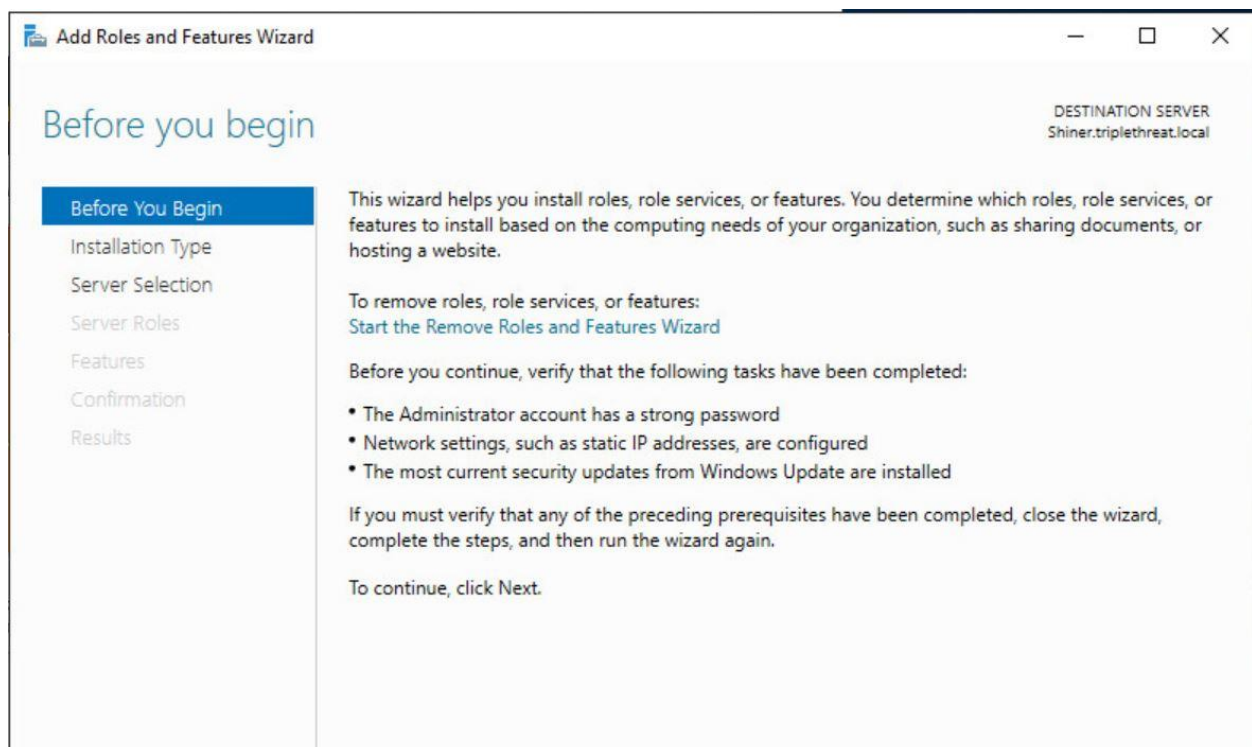 Add Roles and Features Wizard
Before you begin
DESTINATION SERVER
Shiner.triplethreat.local
Before You Begin
Installation Type
Server Selection
Server Roles
Features
Confirmation
Results
This wizard helps you install roles, role services, or features. You determine which roles, role services, or
features to install based on the computing needs of your organization, such as sharing documents, or
hosting a website.
To remove roles, role services, or features:
Start the Remove Roles and Features Wizard
Before you continue, verify that the following tasks have been completed:
• The Administrator account has a strong password
• Network settings, such as static IP addresses, are configured
• The most current security updates from Windows Update are installed
If you must verify that any of the preceding prerequisites have been completed, close the wizard,
complete the steps, and then run the wizard again.
To continue, click Next.